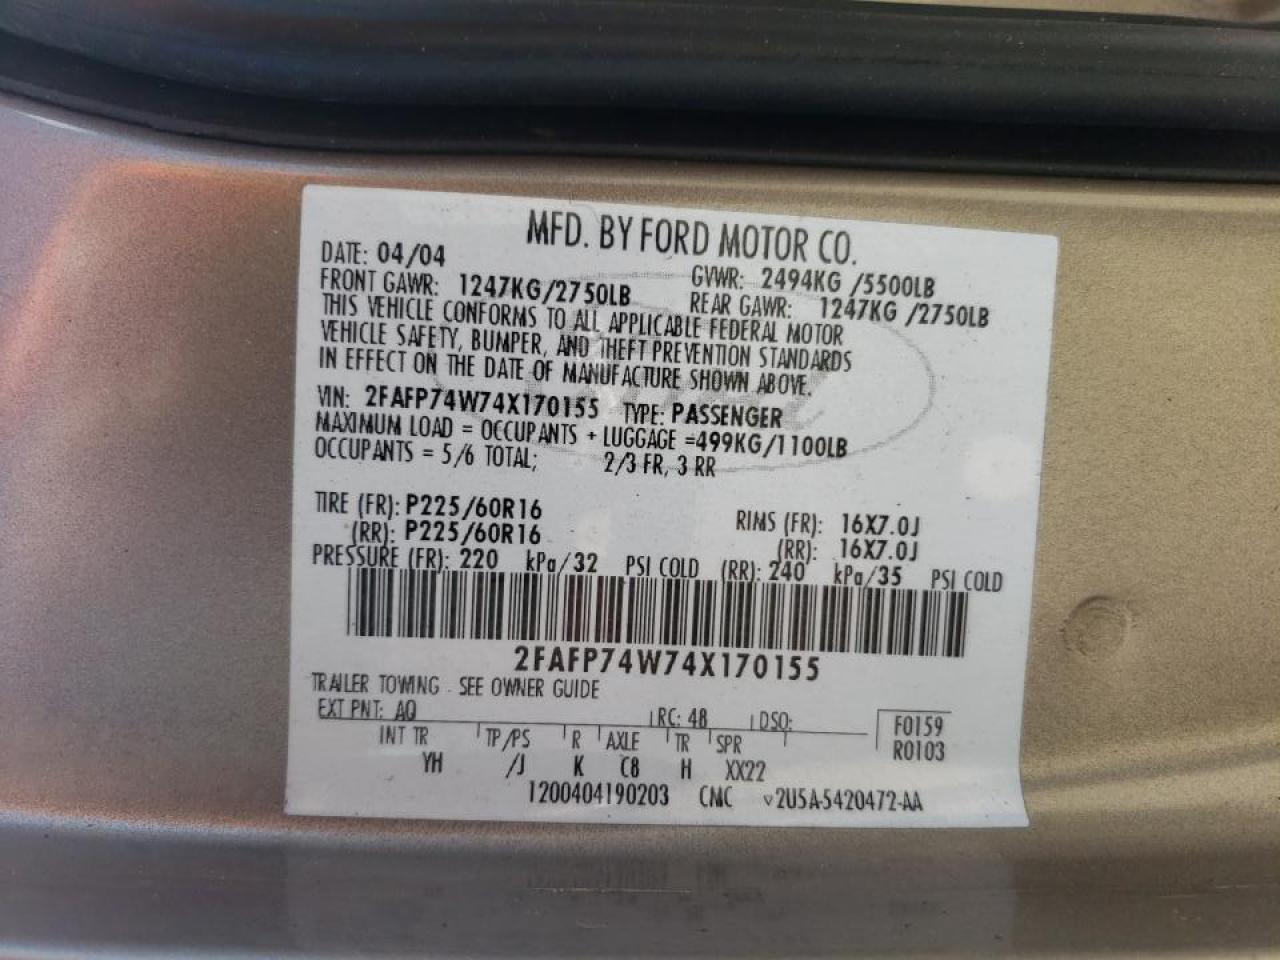 MFD. BY FORD MOTOR CO.
DATE: 04/04 GVWR: 2494KG /5500LB
FRONT GAWR: 1247KG/2750LB REAR GAWR: 1247KG /2750LB
THIS VEHICLE CONFORMS TO ALL APPLICABLE FEDERAL MOTOR
VEHICLE SAFETY, BUMPER, AND THEFT PREVENTION STANDARDS
IN EFFECT ON THE DATE OF MANUFACTURE SHOWN ABOVE.
VIN: 2FAFP74W74X170155 TYPE: PASSENGER
MAXIMUM LOAD = OCCUPANTS + LUGGAGE =499KG/1100LB
OCCUPANTS = 5/6 TOTAL; 2/3 FR, 3 RR
TIRE (FR): P225/60R16 RIMS (FR): 16X7.0J
(RR): P225/60R16 (RR): 16X7.0J
PRESSURE (FR): 220 kPa/32 PSI COLD (RR): 240 kPa/35 PSI COLD
2FAFP74W74X170155
TRAILER TOWING - SEE OWNER GUIDE
EXT PNT: AQ RC: 48 DSO: F0159
INT TR TP/PS R AXLE TR SPR R0103
YH /J K C8 H XX22
1200404190203 CMC v2U5A-5420472-AA